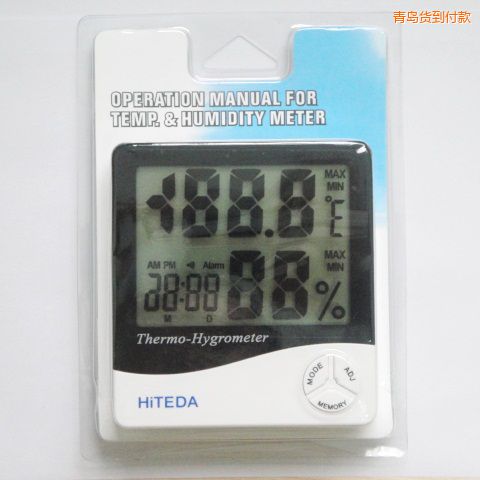 青岛货到付款
OPERATION MANUAL FOR
TEMP. & HUMIDITY METER
188.8 °E
MAX
MIN
AM PM Alarm
MAX
MIN
88:88
88 %
M D
Thermo-Hygrometer
HiTEDA
MODE
ADJ
MEMORY